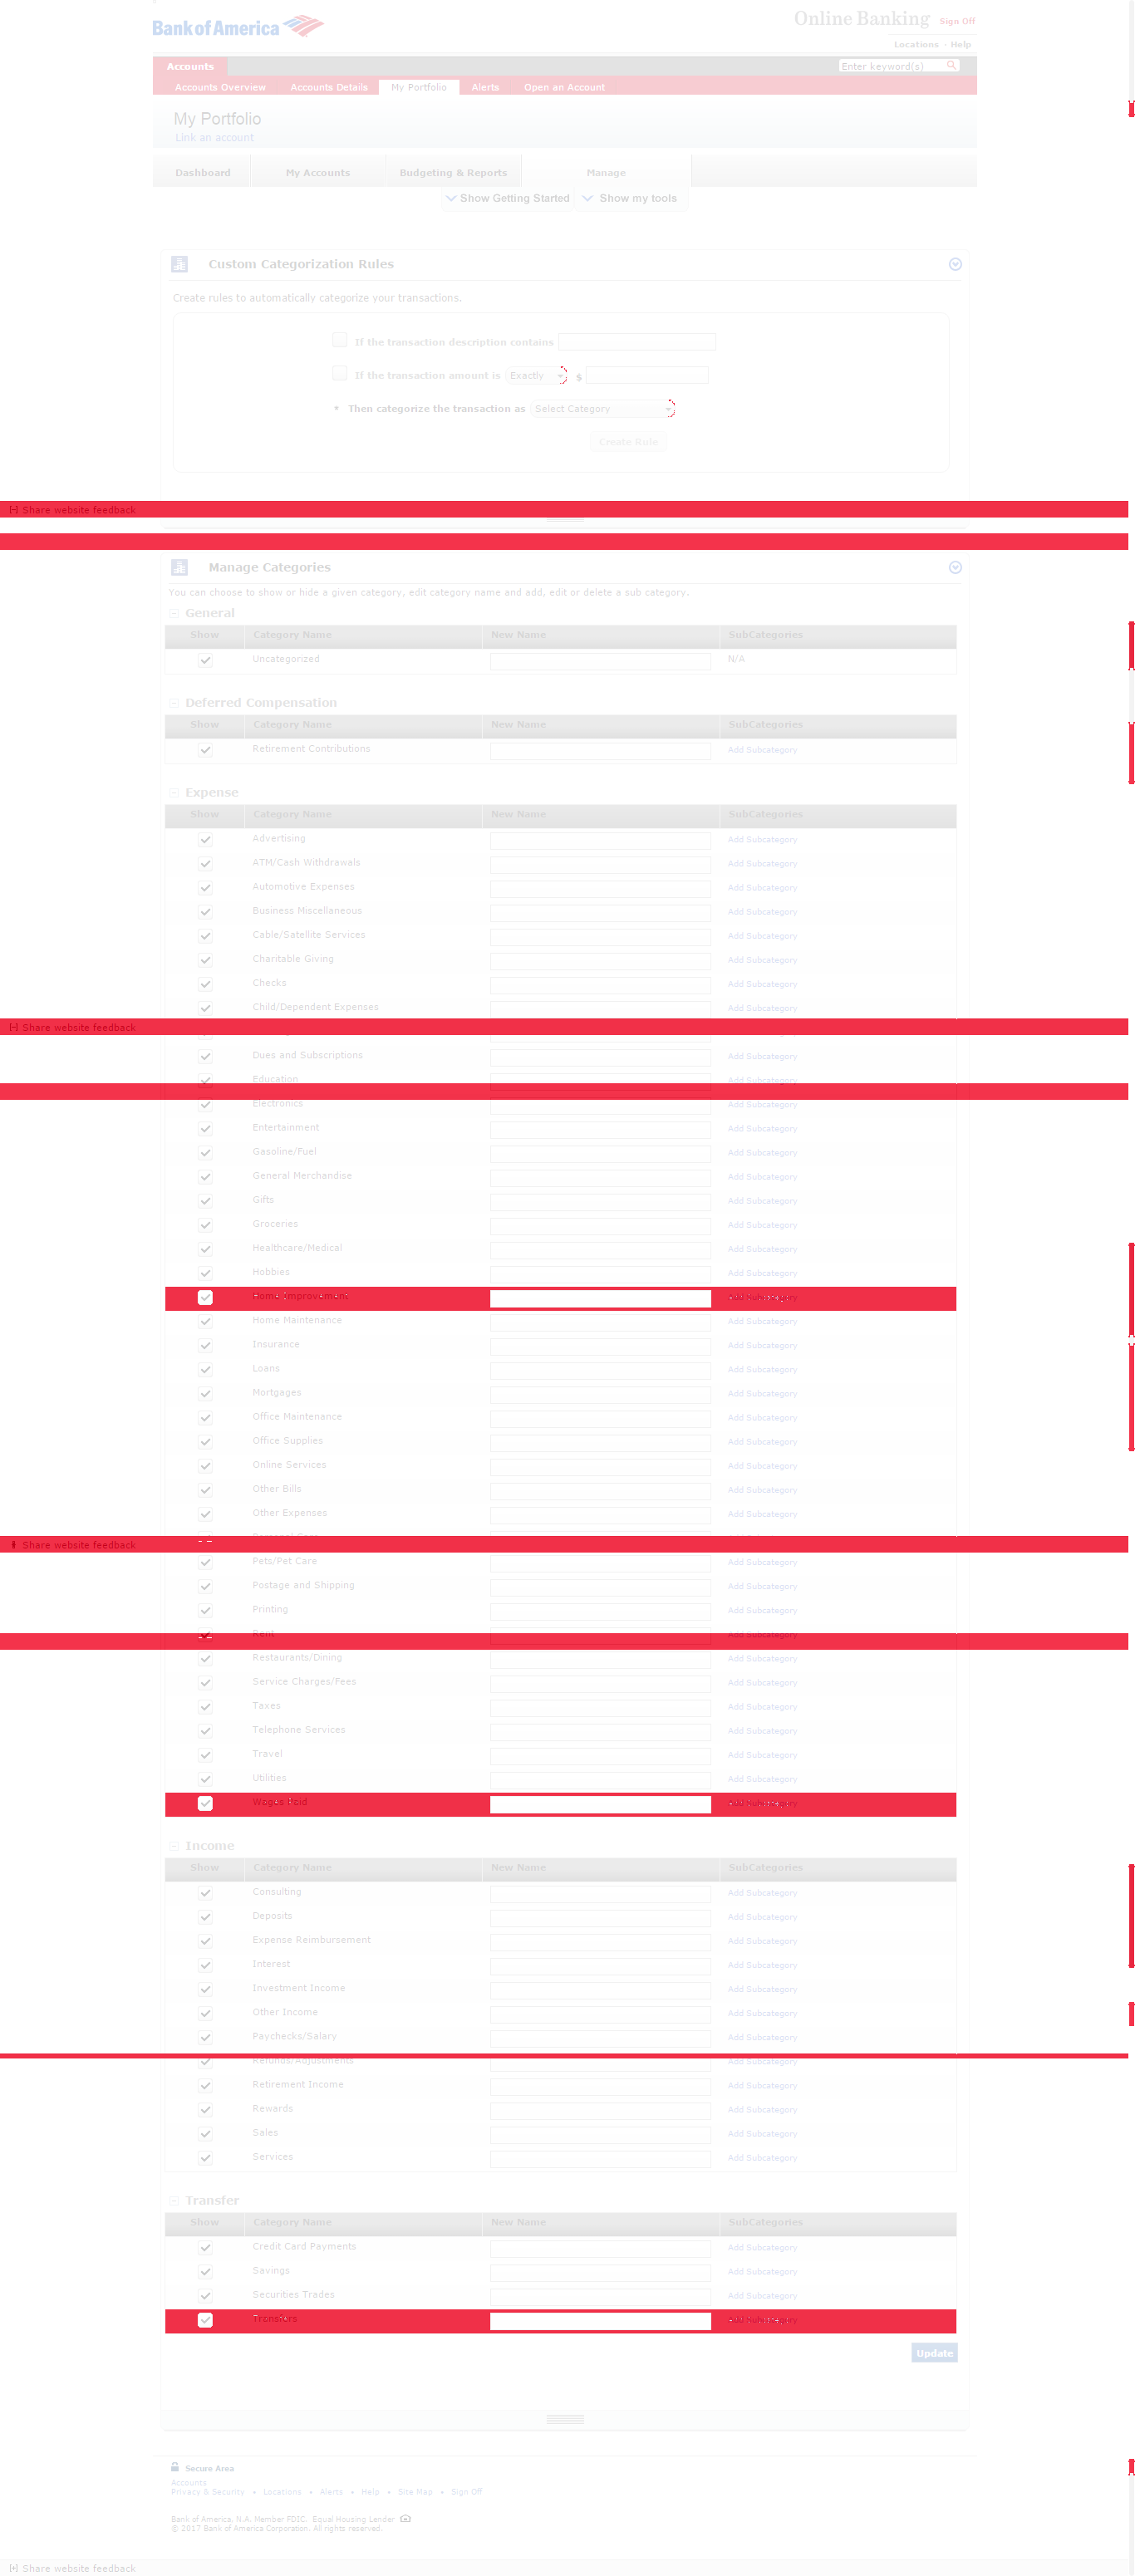 Bank of America
Online Banking Sign Off
Locations · Help
Accounts
Enter keyword(s)
Accounts Overview Accounts Details My Portfolio Alerts Open an Account
My Portfolio
Link an account
Dashboard My Accounts Budgeting & Reports Manage
Show Getting Started Show my tools
Custom Categorization Rules
Create rules to automatically categorize your transactions.
If the transaction description contains
If the transaction amount is Exactly $
* Then categorize the transaction as Select Category
Create Rule
[-] Share website feedback
Manage Categories
You can choose to show or hide a given category, edit category name and add, edit or delete a sub category.
General
Show Category Name New Name SubCategories
Uncategorized N/A
Deferred Compensation
Show Category Name New Name SubCategories
Retirement Contributions Add Subcategory
Expense
Show Category Name New Name SubCategories
Advertising Add Subcategory
ATM/Cash Withdrawals Add Subcategory
Automotive Expenses Add Subcategory
Business Miscellaneous Add Subcategory
Cable/Satellite Services Add Subcategory
Charitable Giving Add Subcategory
Checks Add Subcategory
Child/Dependent Expenses Add Subcategory
[-] Share website feedback
Dues and Subscriptions Add Subcategory
Education Add Subcategory
Electronics Add Subcategory
Entertainment Add Subcategory
Gasoline/Fuel Add Subcategory
General Merchandise Add Subcategory
Gifts Add Subcategory
Groceries Add Subcategory
Healthcare/Medical Add Subcategory
Hobbies Add Subcategory
Home Improvement Add Subcategory
Home Maintenance Add Subcategory
Insurance Add Subcategory
Loans Add Subcategory
Mortgages Add Subcategory
Office Maintenance Add Subcategory
Office Supplies Add Subcategory
Online Services Add Subcategory
Other Bills Add Subcategory
Other Expenses Add Subcategory
Personal Care
Share website feedback
Pets/Pet Care Add Subcategory
Postage and Shipping Add Subcategory
Printing Add Subcategory
Rent Add Subcategory
Restaurants/Dining Add Subcategory
Service Charges/Fees Add Subcategory
Taxes Add Subcategory
Telephone Services Add Subcategory
Travel Add Subcategory
Utilities Add Subcategory
Wages Paid Add Subcategory
Income
Show Category Name New Name SubCategories
Consulting Add Subcategory
Deposits Add Subcategory
Expense Reimbursement Add Subcategory
Interest Add Subcategory
Investment Income Add Subcategory
Other Income Add Subcategory
Paychecks/Salary Add Subcategory
Refunds/Adjustments Add Subcategory
Retirement Income Add Subcategory
Rewards Add Subcategory
Sales Add Subcategory
Services Add Subcategory
Transfer
Show Category Name New Name SubCategories
Credit Card Payments Add Subcategory
Savings Add Subcategory
Securities Trades Add Subcategory
Transfers Add Subcategory
Update
Secure Area
Accounts
Privacy & Security • Locations • Alerts • Help • Site Map • Sign Off
Bank of America, N.A. Member FDIC. Equal Housing Lender
© 2017 Bank of America Corporation. All rights reserved.
[+] Share website feedback